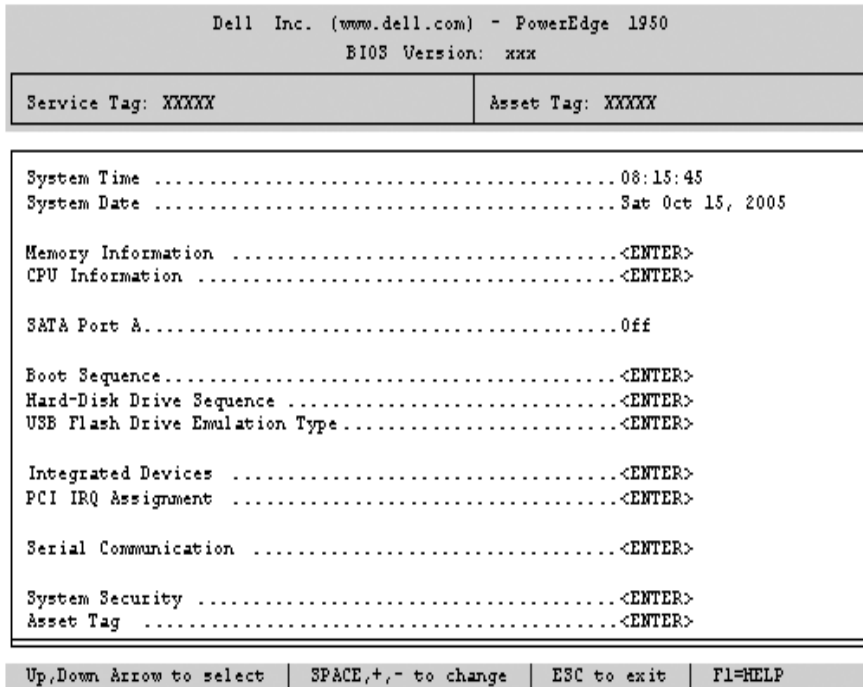 Dell Inc. (www.dell.com) - PowerEdge 1950
BIOS Version: xxx
Service Tag: XXXXX Asset Tag: XXXXX
System Time ............................................. 08:15:45
System Date ............................................. Sat Oct 15, 2005
Memory Information ...................................... <ENTER>
CPU Information ......................................... <ENTER>
SATA Port A.............................................. Off
Boot Sequence............................................ <ENTER>
Hard-Disk Drive Sequence ................................ <ENTER>
USB Flash Drive Emulation Type........................... <ENTER>
Integrated Devices ...................................... <ENTER>
PCI IRQ Assignment ...................................... <ENTER>
Serial Communication .................................... <ENTER>
System Security ......................................... <ENTER>
Asset Tag ............................................... <ENTER>
Up,Down Arrow to select | SPACE,+,- to change | ESC to exit | F1=HELP